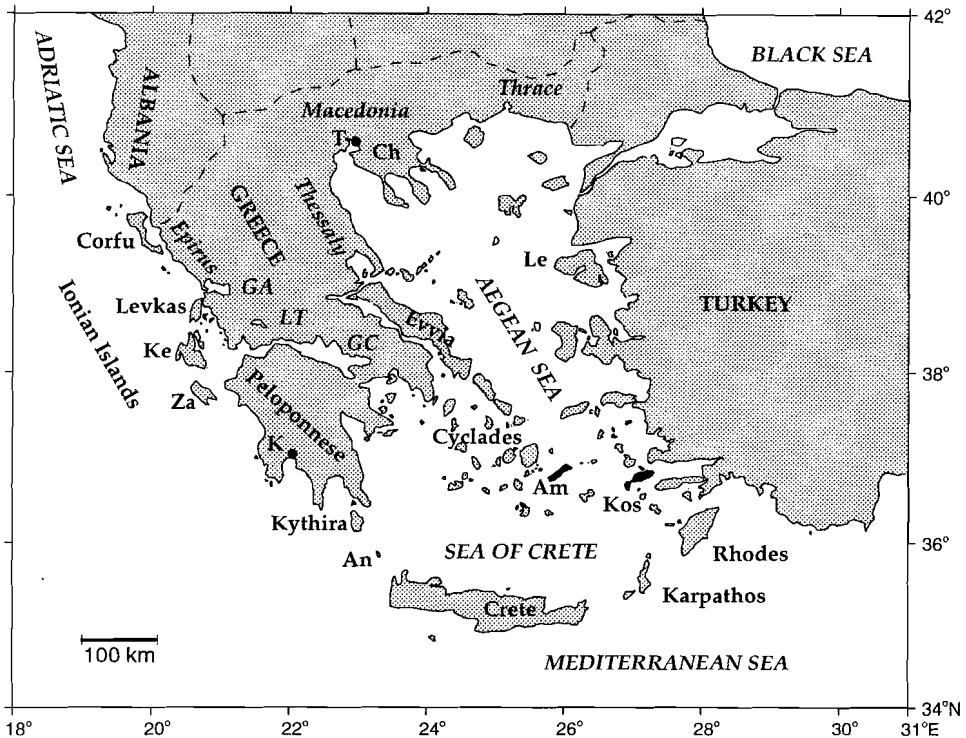 42°
BLACK SEA
ADRIATIC SEA
ALBANIA
Thrace
Macedonia
T
Ch
40°
Thessaly
GREECE
Epirus
Corfu
Le
GA
AEGEAN SEA
TURKEY
Levkas
LT
Evvia
Ionian Islands
GC
Ke
38°
Za
Peloponnese
Cyclades
K
Am
Kos
Kythira
36°
SEA OF CRETE
An
Rhodes
Karpathos
Crete
100 km
MEDITERRANEAN SEA
34°N
18° 20° 22° 24° 26° 28° 30° 31°E